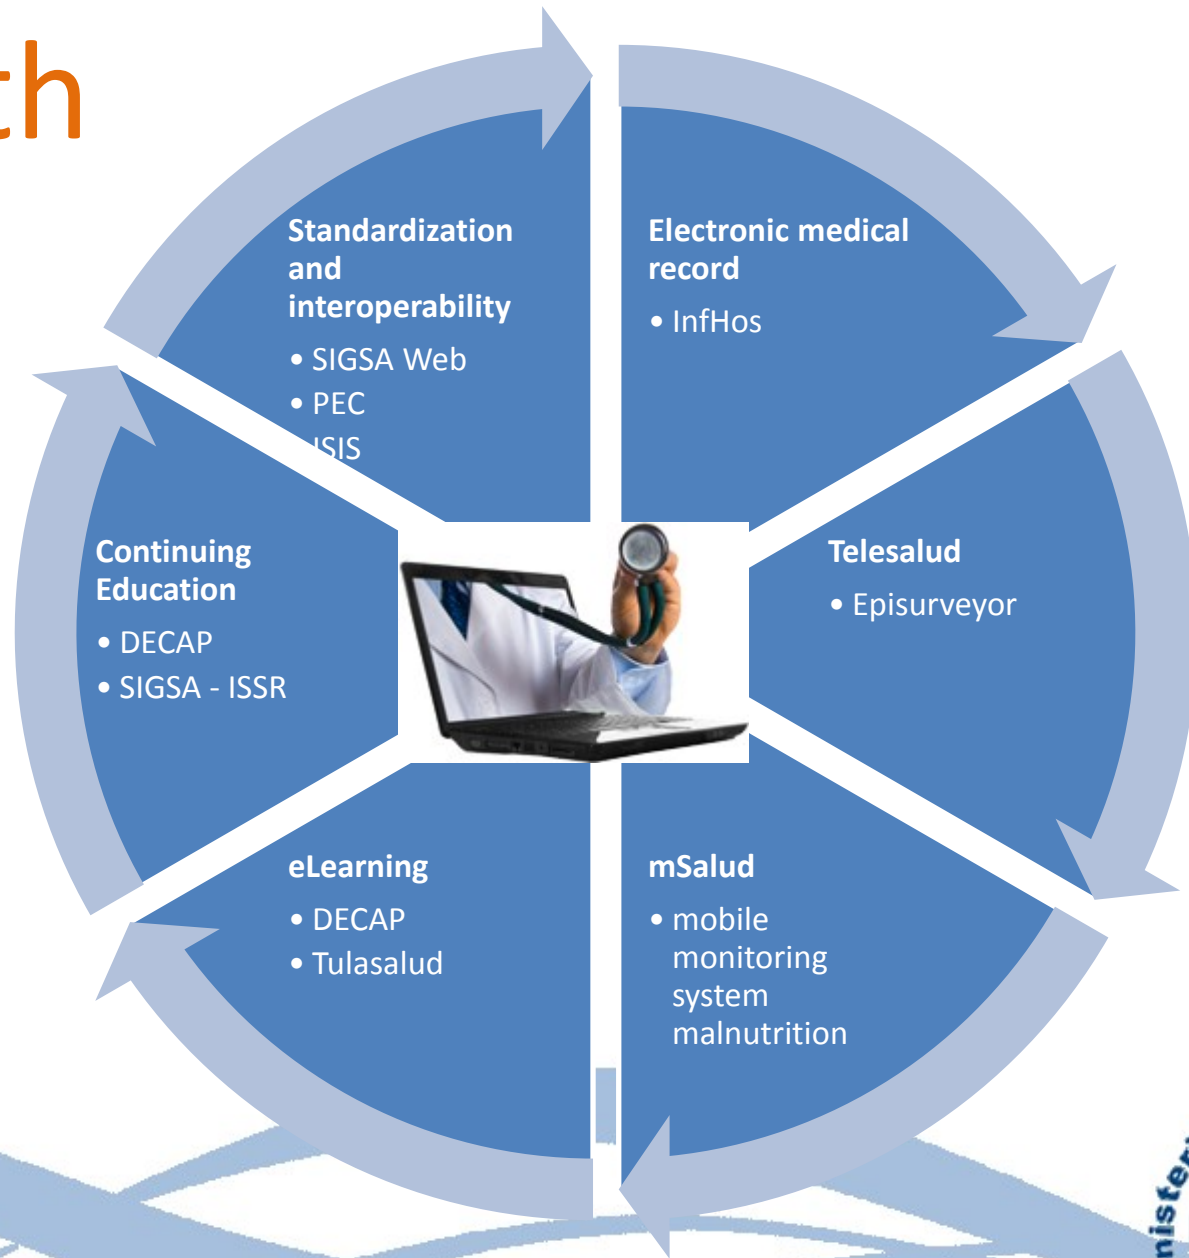 th
Standardization
and
interoperability
• SIGSA Web
• PEC
• ISIS
Electronic medical
record
• InfHos
Telesalud
• Episurveyor
mSalud
• mobile
monitoring
system
malnutrition
eLearning
• DECAP
• Tulasalud
Continuing
Education
• DECAP
• SIGSA - ISSR